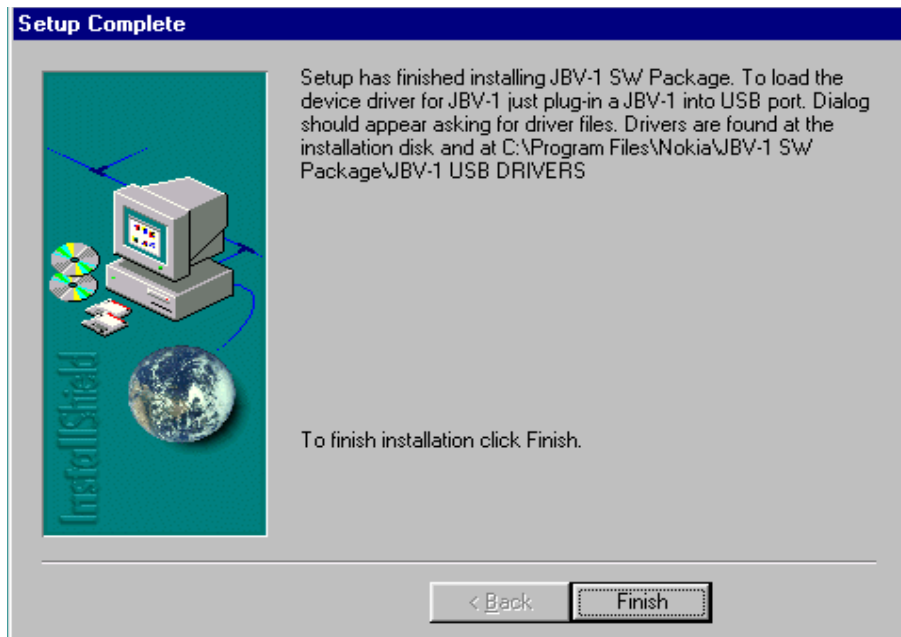 Setup Complete
Setup has finished installing JBV-1 SW Package. To load the
device driver for JBV-1 just plug-in a JBV-1 into USB port. Dialog
should appear asking for driver files. Drivers are found at the
installation disk and at C:\Program Files\Nokia\JBV-1 SW
Package\JBV-1 USB DRIVERS
InstallShield
To finish installation click Finish.
< Back
Finish